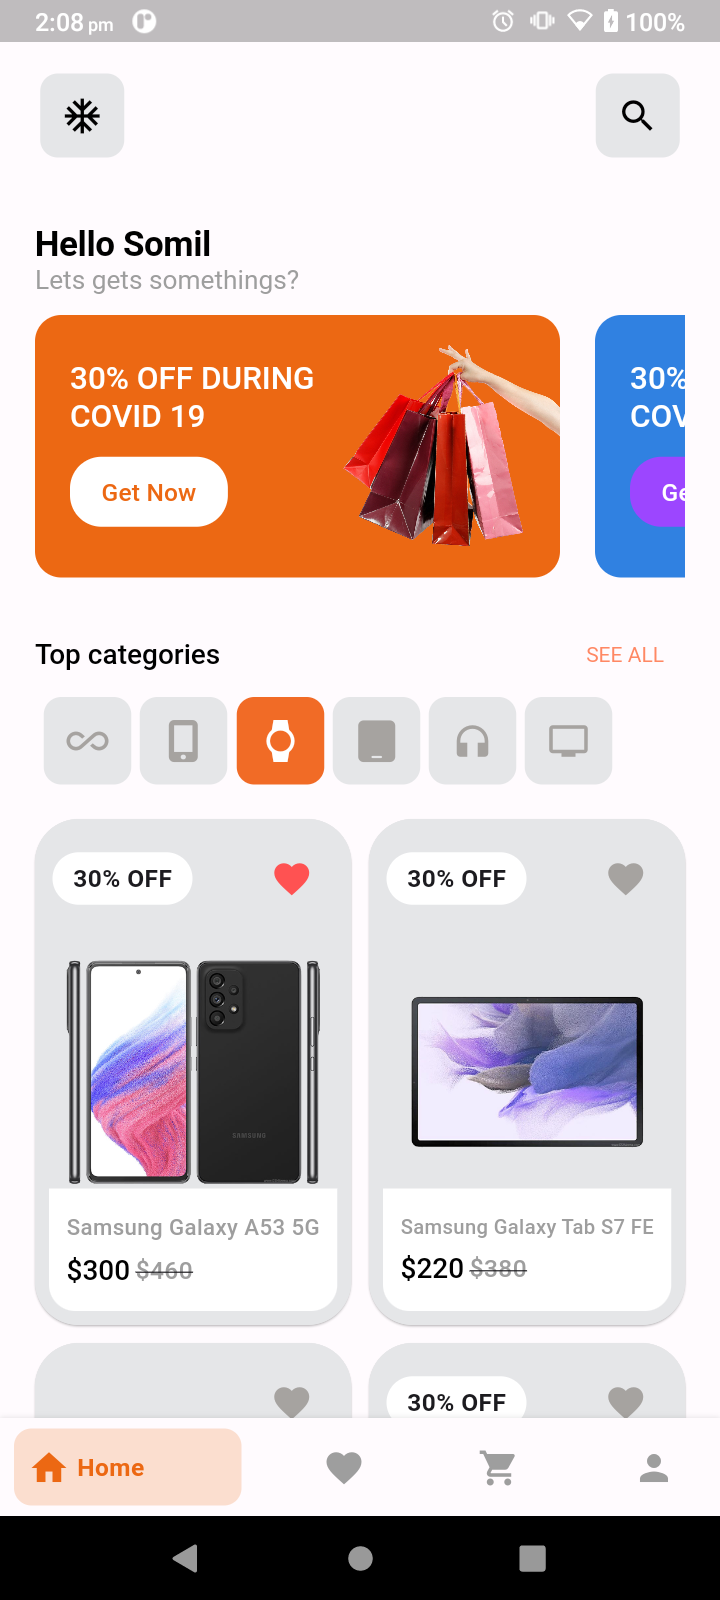 2:08 pm
100%
Hello Somil
Lets gets somethings?
30% OFF DURING
COVID 19
Get Now
30%
COV
Ge
Top categories
SEE ALL
30% OFF
30% OFF
SAMSUNG
Samsung Galaxy A53 5G
$300 $460
Samsung Galaxy Tab S7 FE
$220 $380
30% OFF
Home